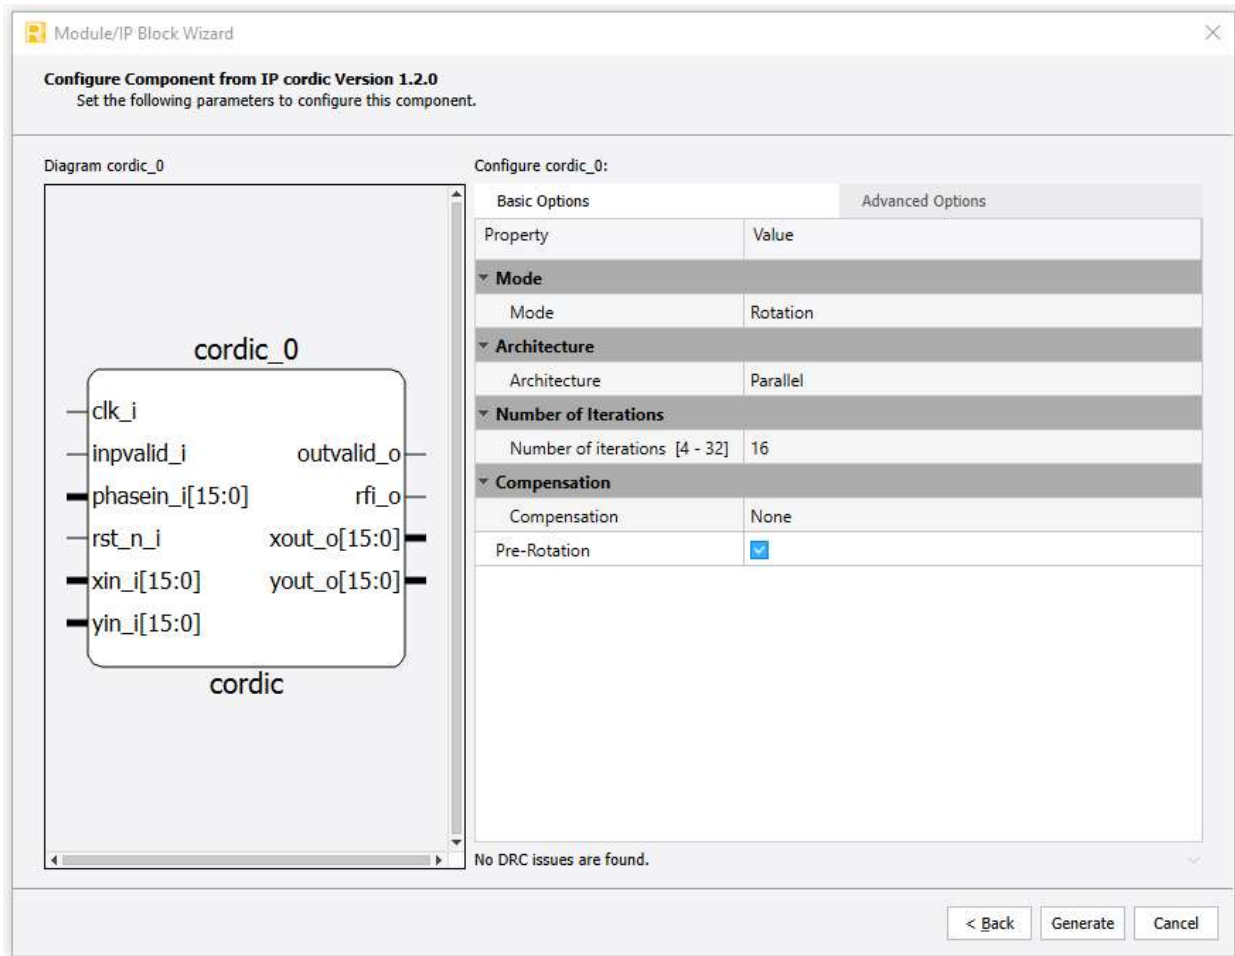 Module/IP Block Wizard
Configure Component from IP cordic Version 1.2.0
Set the following parameters to configure this component.
Diagram cordic_0
cordic_0
clk_i
inpvalid_i
outvalid_o
phasein_i[15:0]
rfi_o
rst_n_i
xout_o[15:0]
xin_i[15:0]
yout_o[15:0]
yin_i[15:0]
cordic
Configure cordic_0:
Basic Options
Advanced Options
Property Value
Mode
Mode Rotation
Architecture
Architecture Parallel
Number of Iterations
Number of iterations [4 - 32] 16
Compensation
Compensation None
Pre-Rotation
No DRC issues are found.
< Back
Generate
Cancel